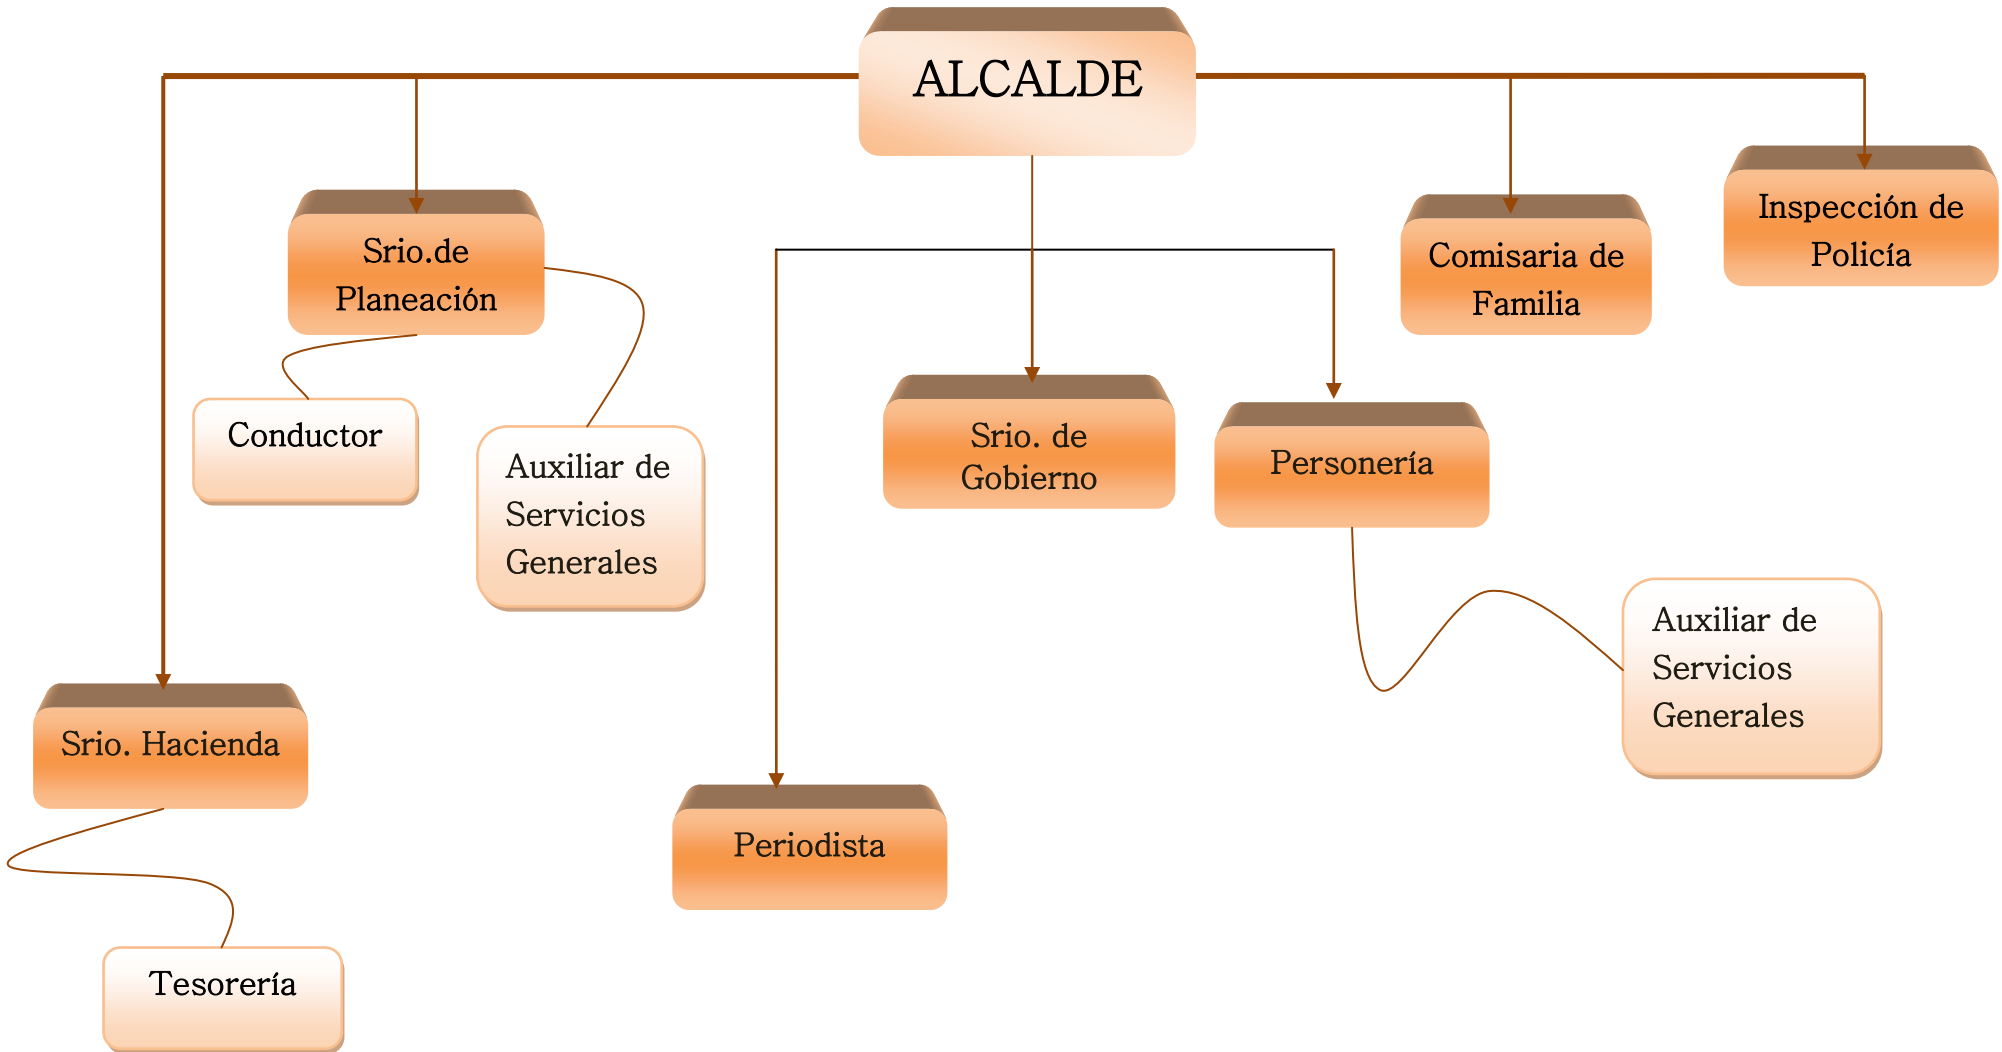 ALCALDE
Inspección de
Policía
Srio.de
Planeación
Comisaria de
Familia
Conductor
Auxiliar de
Servicios
Generales
Srio. de
Gobierno
Personería
Auxiliar de
Servicios
Generales
Srio. Hacienda
Periodista
Tesorería